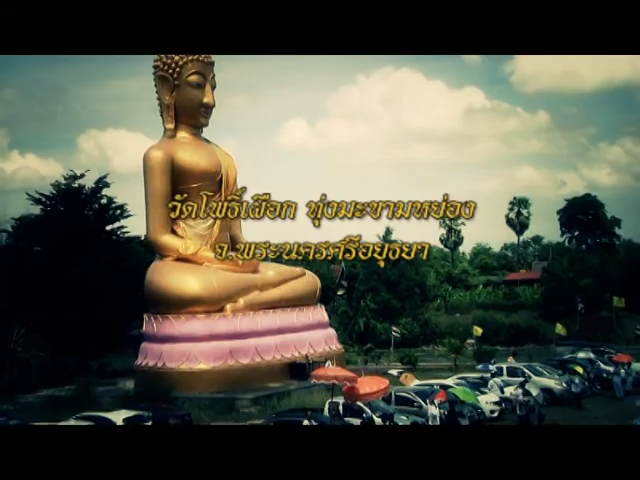 วัดโพธิ์เผือก ทุ่งมะขามหย่อง
จ.พระนครศรีอยุธยา